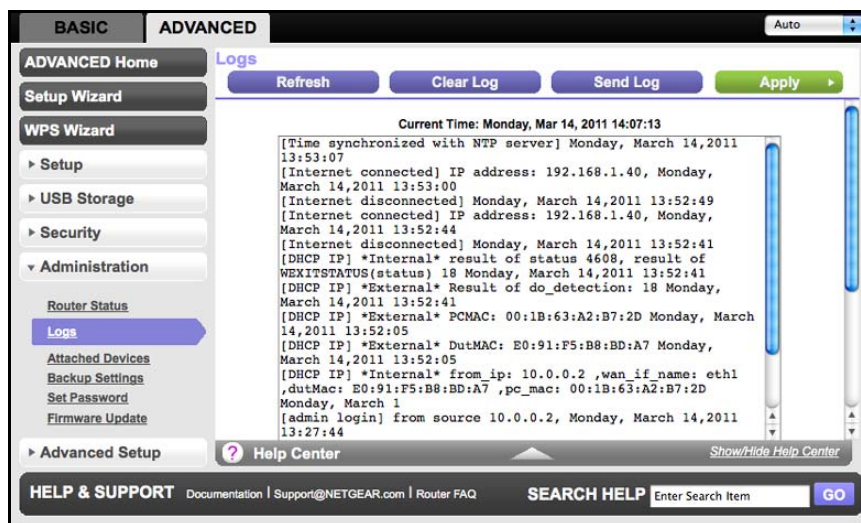 BASIC
ADVANCED
Auto
ADVANCED Home
Setup Wizard
WPS Wizard
Setup
USB Storage
Security
Administration
Router Status
Logs
Attached Devices
Backup Settings
Set Password
Firmware Update
Advanced Setup
Logs
Refresh
Clear Log
Send Log
Apply
Current Time: Monday, Mar 14, 2011 14:07:13
[Time synchronized with NTP server] Monday, March 14,2011
13:53:07
[Internet connected] IP address: 192.168.1.40, Monday,
March 14,2011 13:53:00
[Internet disconnected] Monday, March 14,2011 13:52:49
[Internet connected] IP address: 192.168.1.40, Monday,
March 14,2011 13:52:44
[Internet disconnected] Monday, March 14,2011 13:52:41
[DHCP IP] *Internal* result of status 4608, result of
WEXITSTATUS(status) 18 Monday, March 14,2011 13:52:41
[DHCP IP] *External* Result of do_detection: 18 Monday,
March 14,2011 13:52:41
[DHCP IP] *External* PCMAC: 00:1B:63:A2:B7:2D Monday, March
14,2011 13:52:05
[DHCP IP] *External* DutMAC: E0:91:F5:B8:BD:A7 Monday,
March 14,2011 13:52:05
[DHCP IP] *Internal* from_ip: 10.0.0.2 ,wan_if_name: eth1
,dutMac: E0:91:F5:B8:BD:A7 ,pc_mac: 00:1B:63:A2:B7:2D
Monday, March 1
[admin login] from source 10.0.0.2, Monday, March 14,2011
13:27:44
? Help Center
Show/Hide Help Center
HELP & SUPPORT Documentation | Support@NETGEAR.com | Router FAQ
SEARCH HELP Enter Search Item GO